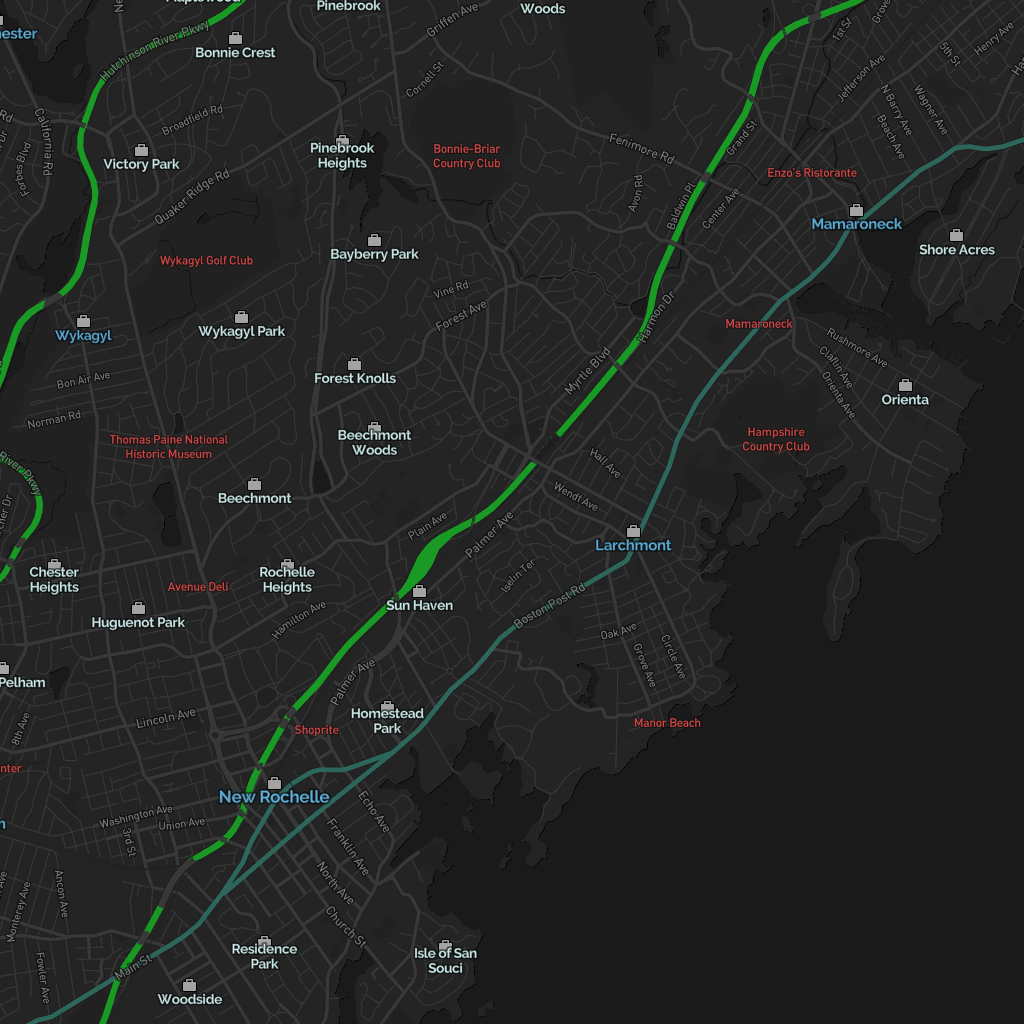 Pinebrook
Woods
Griffen Ave
Hutchinson River Pkwy
Bonnie Crest
1st St
5th St
Henry Ave
Cornell St
Jefferson Ave
N Barry Ave
Wagner Ave
Beach Ave
Broadfield Rd
California Rd
Forbes Blvd
Victory Park
Pinebrook
Heights
Bonnie-Briar
Country Club
Fenimore Rd
Grand St
Enzo's Ristorante
Quaker Ridge Rd
Avon Rd
Baldwin Pl
Center Ave
Mamaroneck
Shore Acres
Bayberry Park
Wykagyl Golf Club
Vine Rd
Forest Ave
Harmon Dr
Wykagyl
Wykagyl Park
Mamaroneck
Rushmore Ave
Claflin Ave
Orienta Ave
Orienta
Myrtle Blvd
Bon Air Ave
Forest Knolls
Norman Rd
Thomas Paine National
Historic Museum
Beechmont
Woods
Hampshire
Country Club
Hall Ave
River Pkwy
Beechmont
Wendt Ave
Plain Ave
Palmer Ave
Larchmont
Chester
Heights
Avenue Deli
Rochelle
Heights
Iselin Ter
Sun Haven
Boston Post Rd
Huguenot Park
Hamilton Ave
Oak Ave
Grove Ave
Circle Ave
Pelham
Palmer Ave
8th Ave
Lincoln Ave
Homestead
Park
Shoprite
Manor Beach
New Rochelle
Washington Ave
Union Ave
3rd St
Echo Ave
Franklin Ave
North Ave
Church St
Ancon Ave
Monterey Ave
Fowler Ave
Main St
Residence
Park
Isle of San
Souci
Woodside